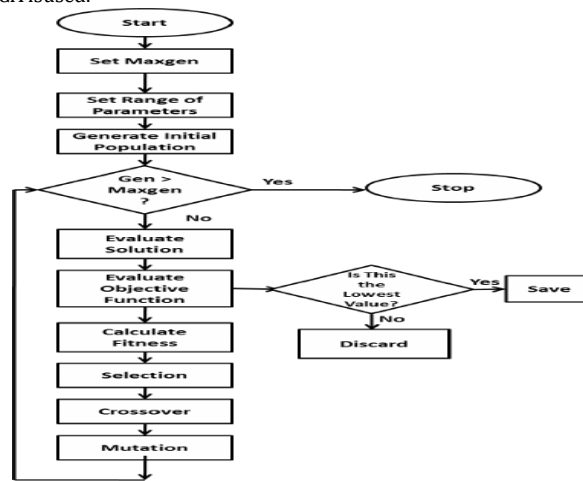 Start
Set Maxgen
Set Range of
Parameters
Generate Initial
Population
Gen >
Maxgen
?
Yes
Stop
No
Evaluate
Solution
Evaluate
Objective
Function
Is This
the
Lowest
Value?
Yes
Save
No
Discard
Calculate
Fitness
Selection
Crossover
Mutation